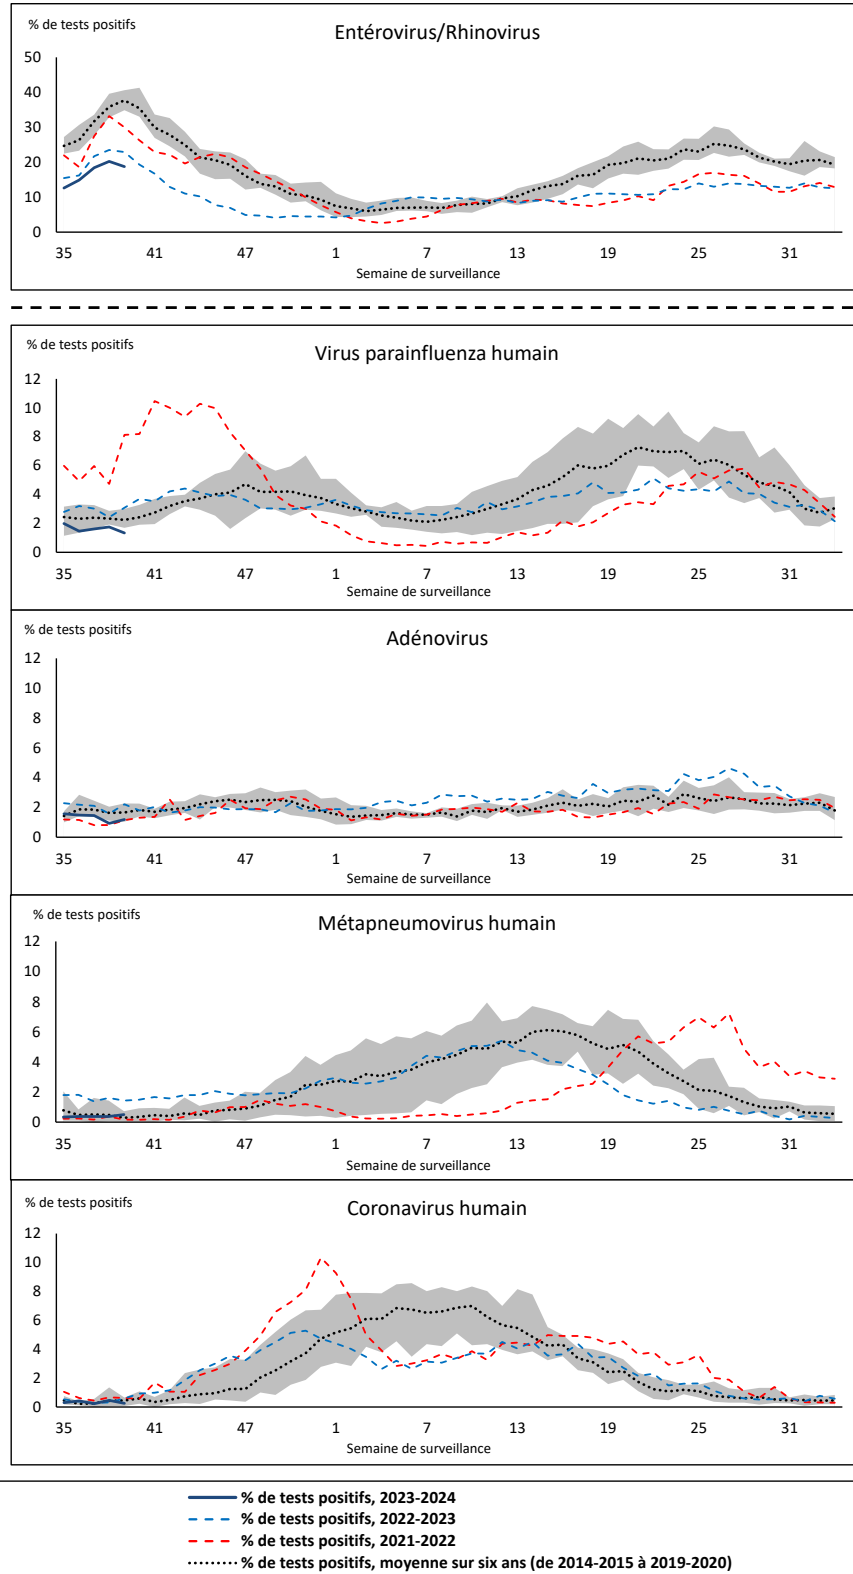 % de tests positifs
Entérovirus/Rhinovirus
50
40
30
20
10
0
35 41 47 1 7 13 19 25 31
Semaine de surveillance
% de tests positifs
Virus parainfluenza humain
12
10
8
6
4
2
0
35 41 47 1 7 13 19 25 31
Semaine de surveillance
% de tests positifs
Adénovirus
12
10
8
6
4
2
0
35 41 47 1 7 13 19 25 31
Semaine de surveillance
% de tests positifs
Métapneumovirus humain
12
10
8
6
4
2
0
35 41 47 1 7 13 19 25 31
Semaine de surveillance
% de tests positifs
Coronavirus humain
12
10
8
6
4
2
0
35 41 47 1 7 13 19 25 31
Semaine de surveillance
% de tests positifs, 2023-2024
% de tests positifs, 2022-2023
% de tests positifs, 2021-2022
% de tests positifs, moyenne sur six ans (de 2014-2015 à 2019-2020)